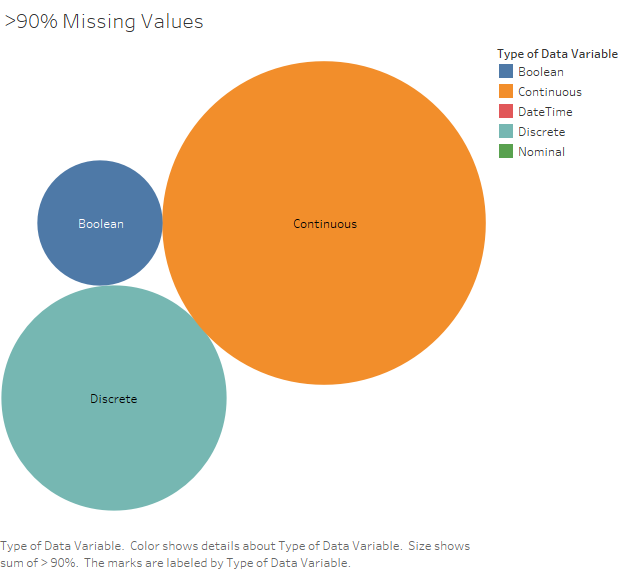 >90% Missing Values
Type of Data Variable
Boolean
Continuous
DateTime
Discrete
Nominal
Boolean
Continuous
Discrete
Type of Data Variable. Color shows details about Type of Data Variable. Size shows
sum of > 90%. The marks are labeled by Type of Data Variable.